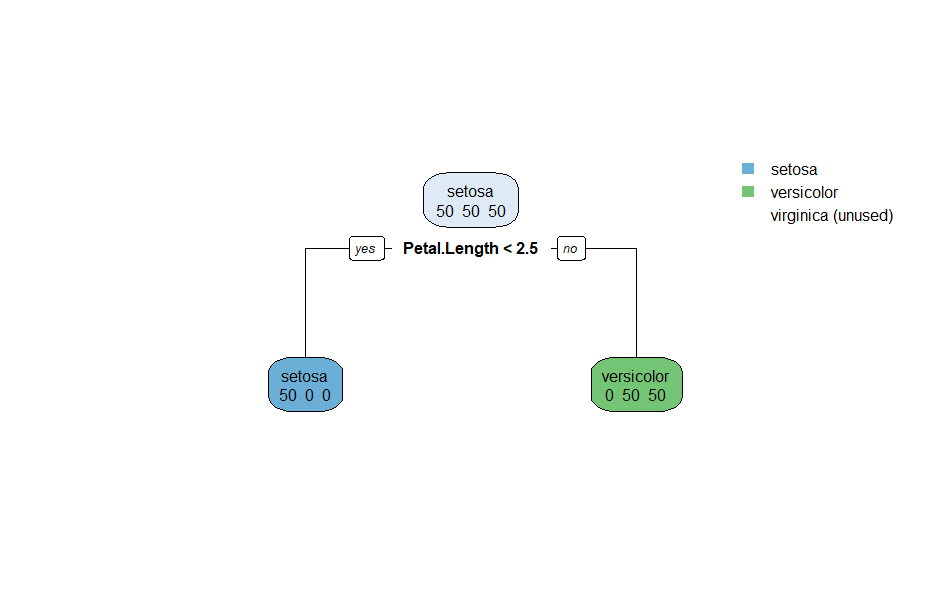 setosa
versicolor
virginica (unused)
setosa
50 50 50
yes Petal.Length < 2.5 no
setosa
50 0 0
versicolor
0 50 50